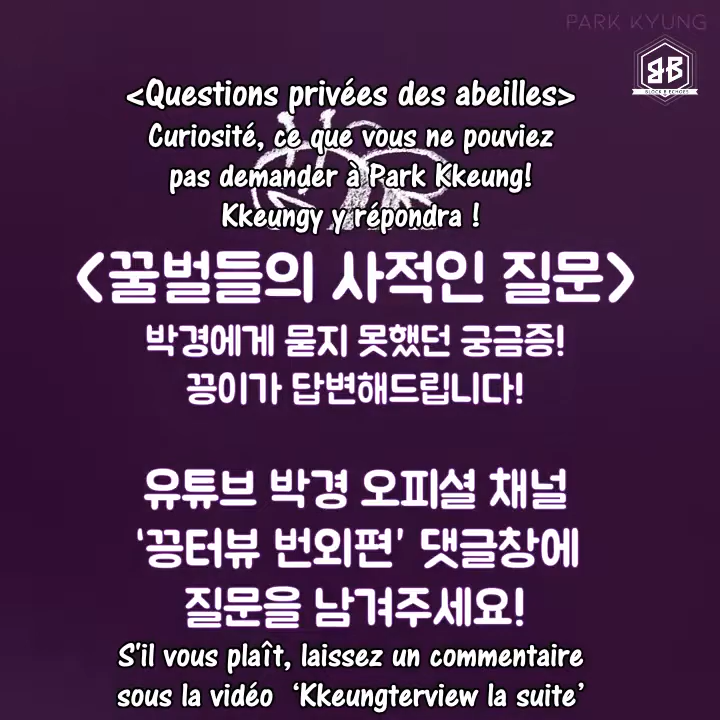 PARK KYUNG
BB
<Questions privées des abeilles>
Curiosité, ce que vous ne pouviez
pas demander à Park Kkeung!
Kkeungy y répondra !
<꿀벌들의 사적인 질문>
박경에게 묻지 못했던 궁금증!
끙이가 답변해드립니다!
유튜브 박경 오피셜 채널
‘끙터뷰 번외편’ 댓글창에
질문을 남겨주세요!
S'il vous plaît, laissez un commentaire
sous la vidéo ‘Kkeungterview la suite’